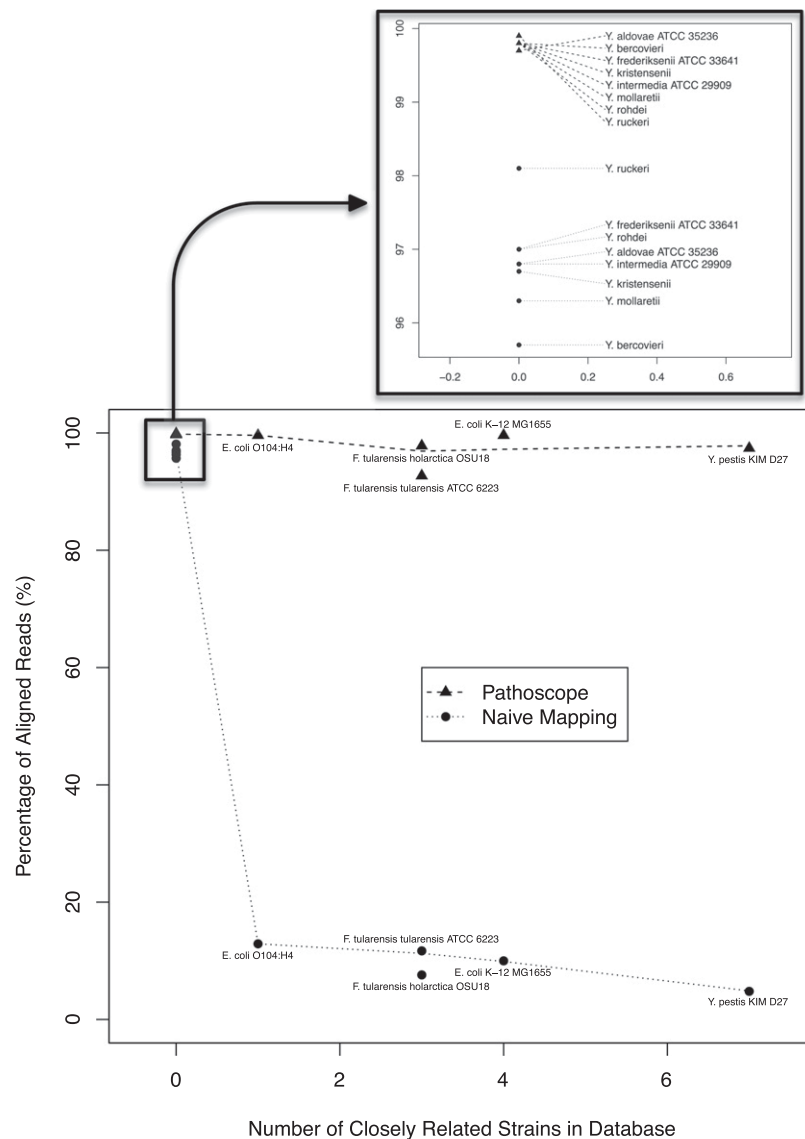 100
99
98
97
96
Y. aldovae ATCC 35236
Y. bercovieri
Y. frederiksenii ATCC 33641
Y. kristensenii
Y. intermedia ATCC 29909
Y. mollaretii
Y. rohdei
Y. ruckeri
Y. ruckeri
Y. frederiksenii ATCC 33641
Y. rohdei
Y. aldovae ATCC 35236
Y. intermedia ATCC 29909
Y. kristensenii
Y. mollaretii
Y. bercovieri
−0.2 0.0 0.2 0.4 0.6
Percentage of Aligned Reads (%)
100
80
60
40
20
0
E. coli O104:H4
E. coli K−12 MG1655
F. tularensis holarctica OSU18
F. tularensis tularensis ATCC 6223
Y. pestis KIM D27
Pathoscope
Naive Mapping
E. coli O104:H4
F. tularensis tularensis ATCC 6223
F. tularensis holarctica OSU18
E. coli K−12 MG1655
Y. pestis KIM D27
0 2 4 6
Number of Closely Related Strains in Database